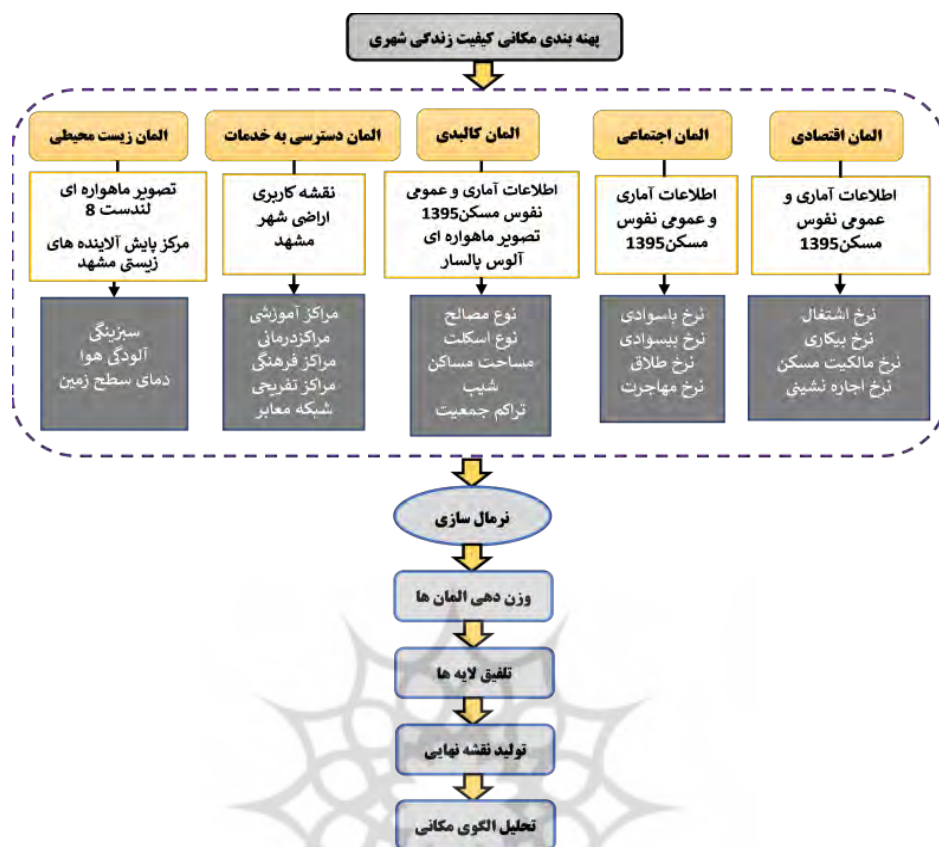 پهنه بندی مکانی کیفیت زندگی شهری
المان اقتصادی
اطلاعات آماری و
عمومی نفوس
مسکن1395
نرخ اشتغال
نرخ بیکاری
نرخ مالکیت مسکن
نرخ اجاره نشینی
المان اجتماعی
اطلاعات آماری
و عمومی نفوس
مسکن1395
نرخ باسوادی
نرخ بیسوادی
نرخ طلاق
نرخ مهاجرت
المان کالبدی
اطلاعات آماری و عمومی
نفوس مسکن1395
تصویر ماهواره ای
آلوس پالسار
نوع مصالح
نوع اسکلت
مساحت مساکن
شیب
تراکم جمعیت
المان دسترسی به خدمات
نقشه کاربری
اراضی شهر
مشهد
مراکز آموزشی
مراکزدرمانی
مراکز فرهنگی
مراکز تفریحی
شبکه معابر
المان زیست محیطی
تصویر ماهواره ای
لندست 8
مرکز پایش آلاینده های
زیستی مشهد
سبزینگی
آلودگی هوا
دمای سطح زمین
نرمال سازی
وزن دهی المان ها
تلفیق لایه ها
تولید نقشه نهایی
تحلیل الگوی مکانی